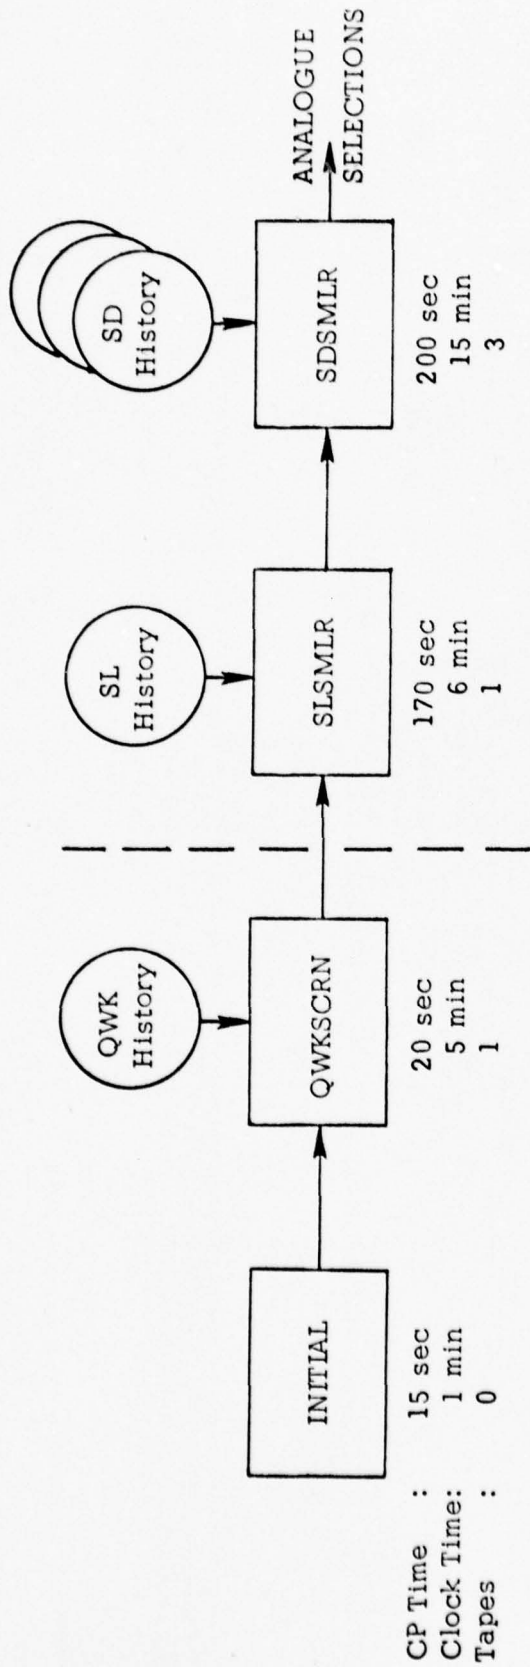 QWK
History
SL
History
SD
History
INITIAL
QWKSCRN
SLSMLR
SDSMLR
ANALOGUE
SELECTIONS
CP Time : 15 sec 20 sec 170 sec 200 sec
Clock Time: 1 min 5 min 6 min 15 min
Tapes : 0 1 1 3